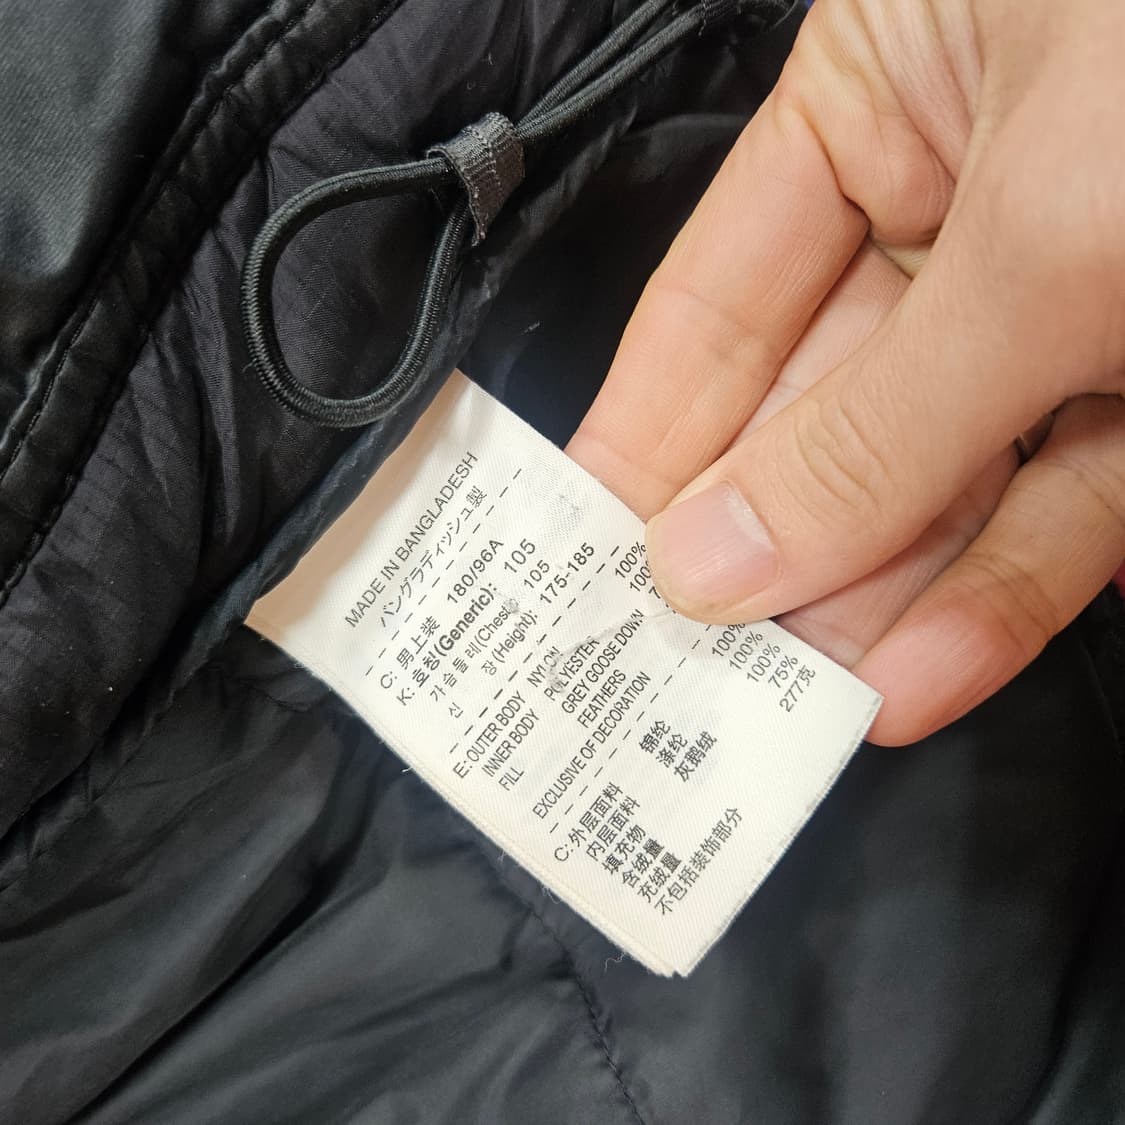 MADE IN BANGLADESH
バングラディッシュ製
C: 男上装 180/96A
K: 호칭(Generic): 105
가슴둘레(Chest): 105
신 장(Height): 175-185
E: OUTER BODY NYLON 100%
INNER BODY POLYESTER
FILL GREY GOOSE DOWN
FEATHERS
EXCLUSIVE OF DECORATION
C: 外层面料 锦纶 100%
内层面料 涤纶 100%
填充物 灰鹅绒 100%
含绒量 75%
充绒量 277克
不包括装饰部分